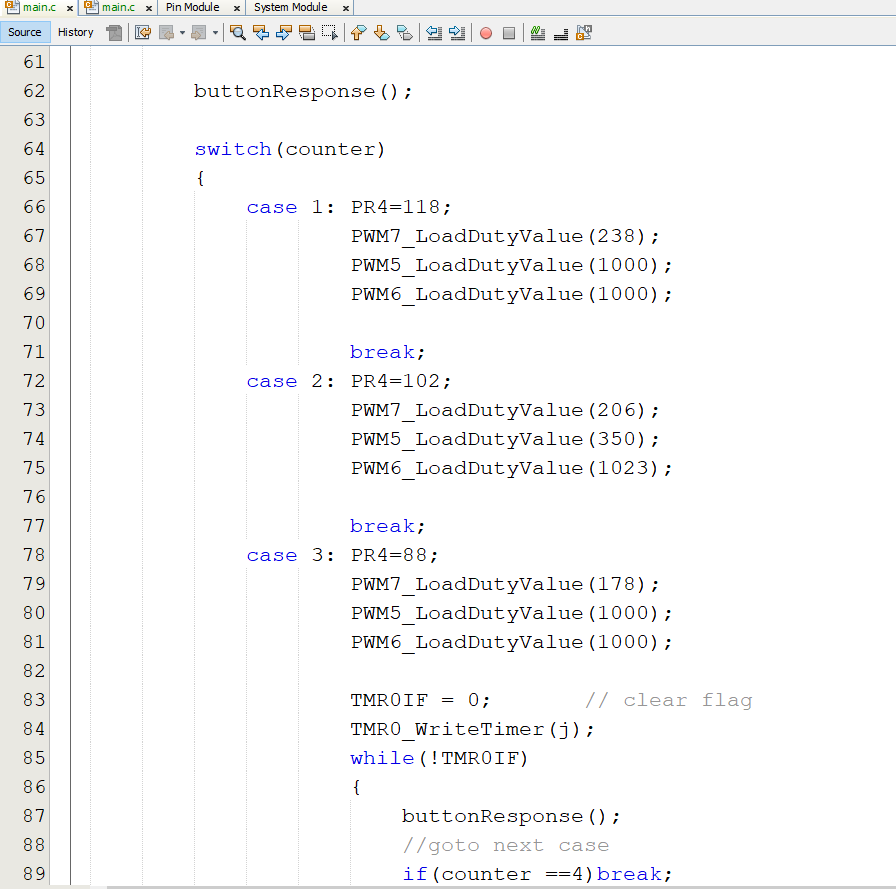 main.c x main.c x Pin Module x System Module x
Source History
61
62 buttonResponse();
63
64 switch(counter)
65 {
66 case 1: PR4=118;
67 PWM7_LoadDutyValue(238);
68 PWM5_LoadDutyValue(1000);
69 PWM6_LoadDutyValue(1000);
70
71 break;
72 case 2: PR4=102;
73 PWM7_LoadDutyValue(206);
74 PWM5_LoadDutyValue(350);
75 PWM6_LoadDutyValue(1023);
76
77 break;
78 case 3: PR4=88;
79 PWM7_LoadDutyValue(178);
80 PWM5_LoadDutyValue(1000);
81 PWM6_LoadDutyValue(1000);
82
83 TMR0IF = 0; // clear flag
84 TMR0_WriteTimer(j);
85 while(!TMR0IF)
86 {
87 buttonResponse();
88 //goto next case
89 if(counter ==4)break;